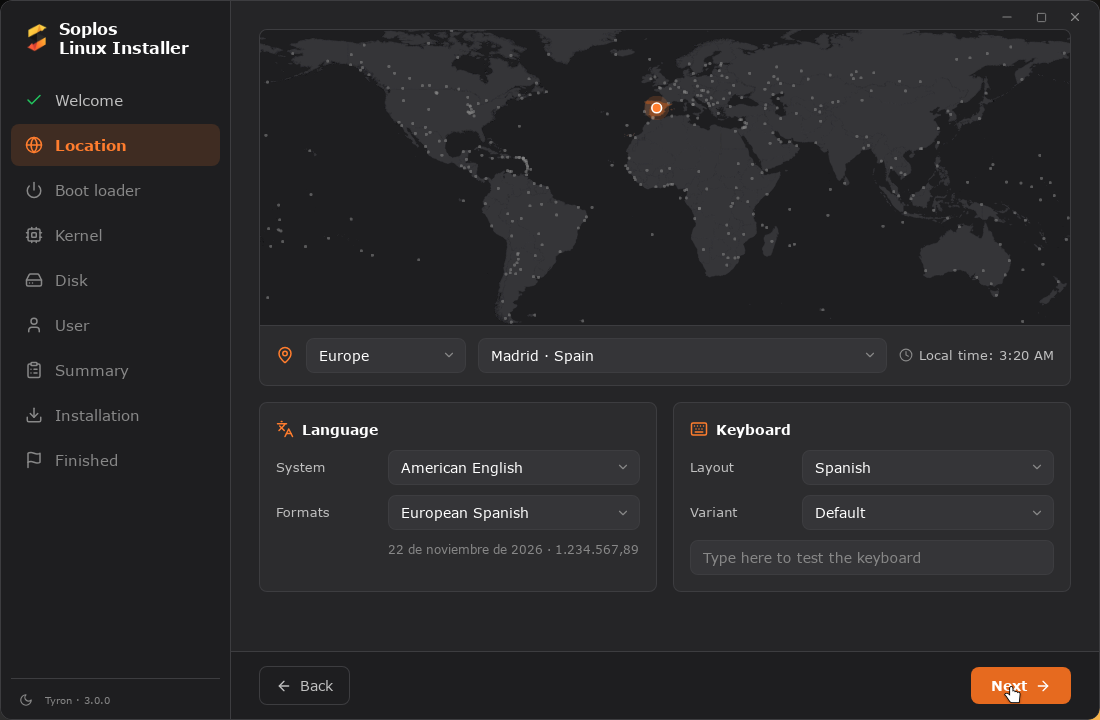 Soplos
Linux Installer
Welcome
Location
Boot loader
Kernel
Disk
User
Summary
Installation
Finished
Tyron · 3.0.0
Europe
Madrid · Spain
Local time: 3:20 AM
Language
System
American English
Formats
European Spanish
22 de noviembre de 2026 · 1.234.567,89
Keyboard
Layout
Spanish
Variant
Default
Type here to test the keyboard
Back
Next